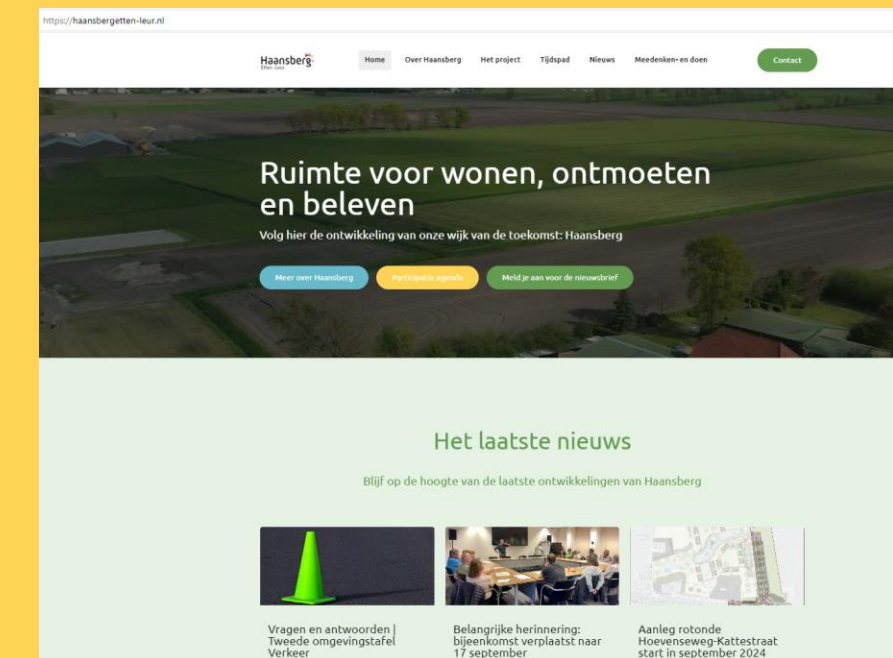 https://haansbergetten-leur.nl
Haansberg
Etten-Leur
Home Over Haansberg Het project Tijdspad Nieuws Meedenken- en doen Contact
Ruimte voor wonen, ontmoeten
en beleven
Volg hier de ontwikkeling van onze wijk van de toekomst: Haansberg
Meer over Haansberg Participatie agenda Meld je aan voor de nieuwsbrief
Het laatste nieuws
Blijf op de hoogte van de laatste ontwikkelingen van Haansberg
Vragen en antwoorden |
Tweede omgevingstafel
Verkeer
Belangrijke herinnering:
bijeenkomst verplaatst naar
17 september
Aanleg rotonde
Hoevenseweg-Kattestraat
start in september 2024